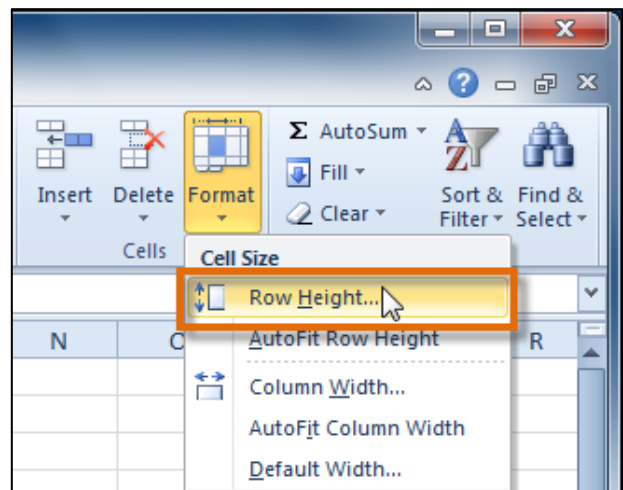 Σ AutoSum
Fill
Clear
Insert Delete Format
Sort & Filter
Find & Select
Cells
Cell Size
Row Height...
N
R
AutoFit Row Height
Column Width...
AutoFit Column Width
Default Width...